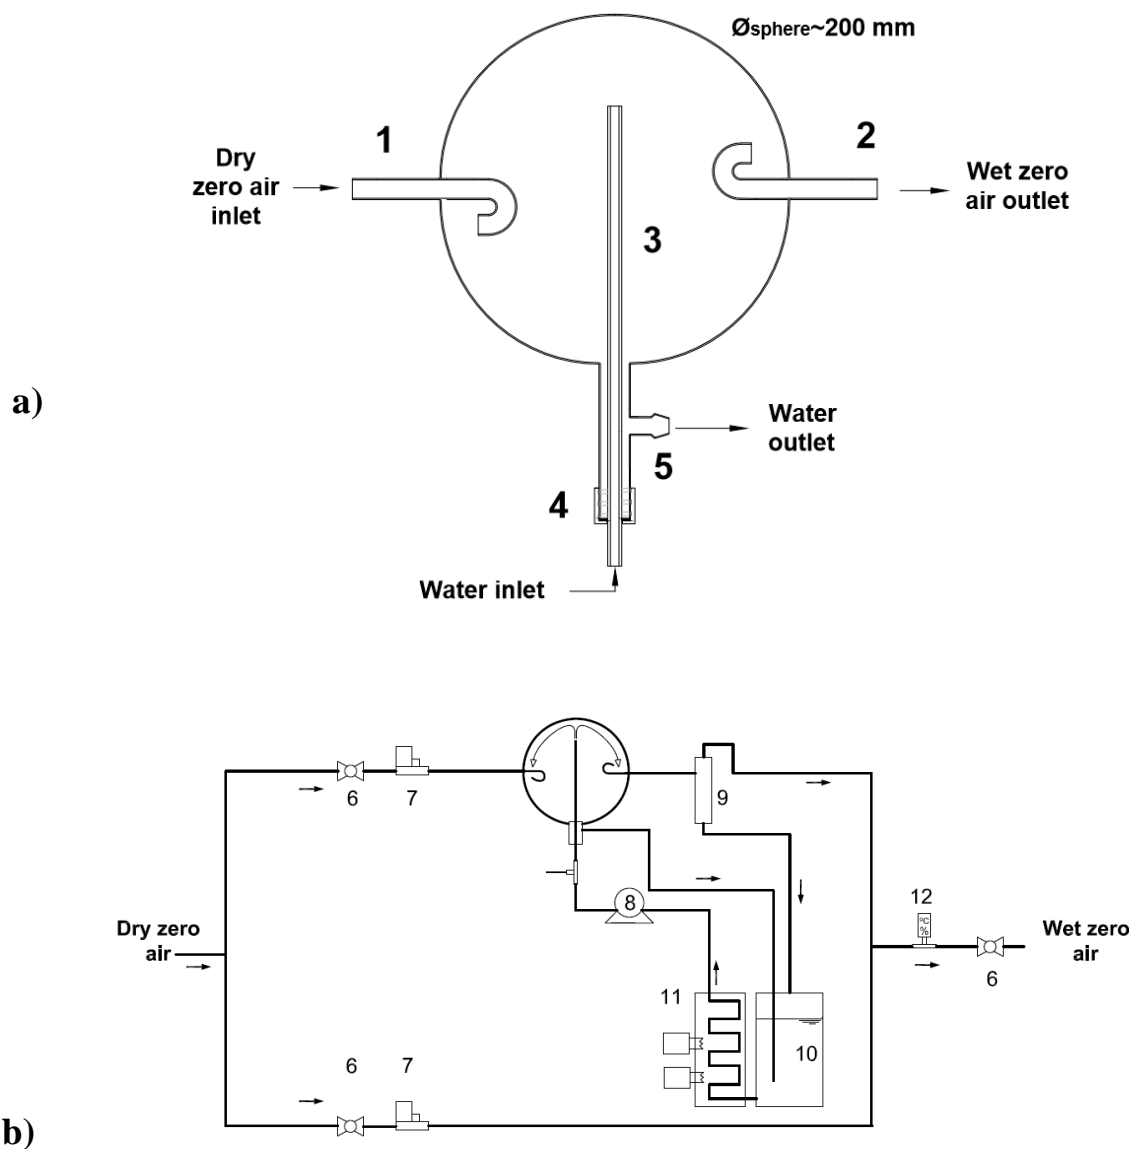 Øsphere~200 mm
1
2
Dry
zero air
inlet
Wet zero
air outlet
3
a)
Water
outlet
5
4
Water inlet
6
7
9
8
12
°C
%
Dry zero
air
Wet zero
air
6
11
10
6
7
b)